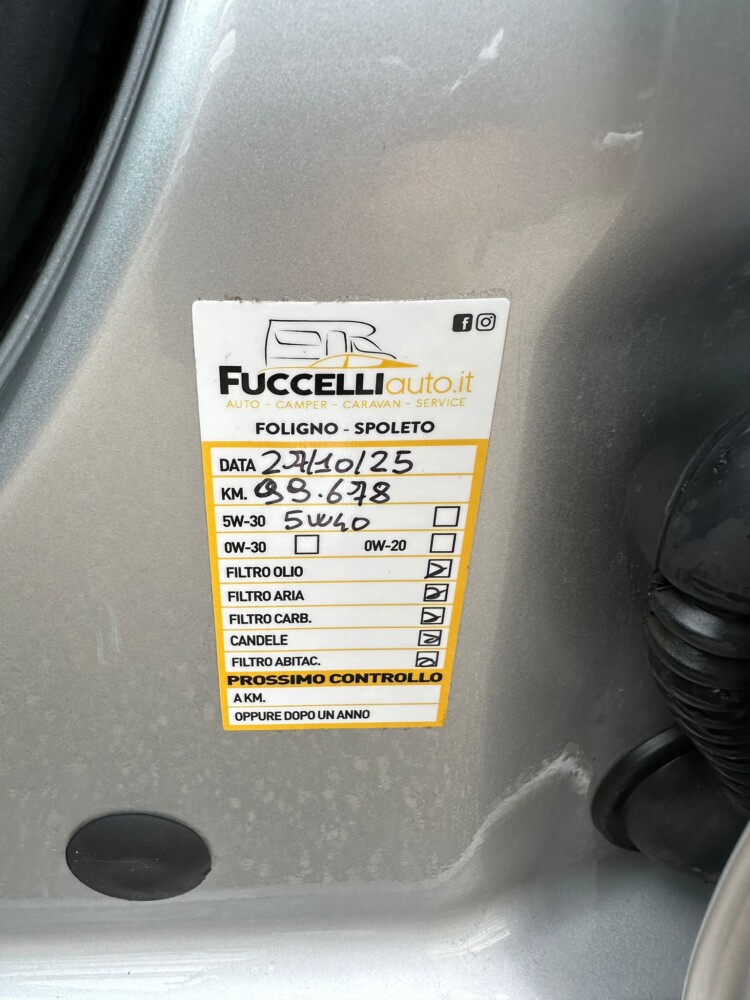 FUCCELLIauto.it
AUTO - CAMPER - CARAVAN - SERVICE
FOLIGNO - SPOLETO
DATA 27/10/25
KM. 99.678
5W-30 5W40
0W-30 0W-20
FILTRO OLIO
FILTRO ARIA
FILTRO CARB.
CANDELE
FILTRO ABITAC.
PROSSIMO CONTROLLO
A KM.
OPPURE DOPO UN ANNO